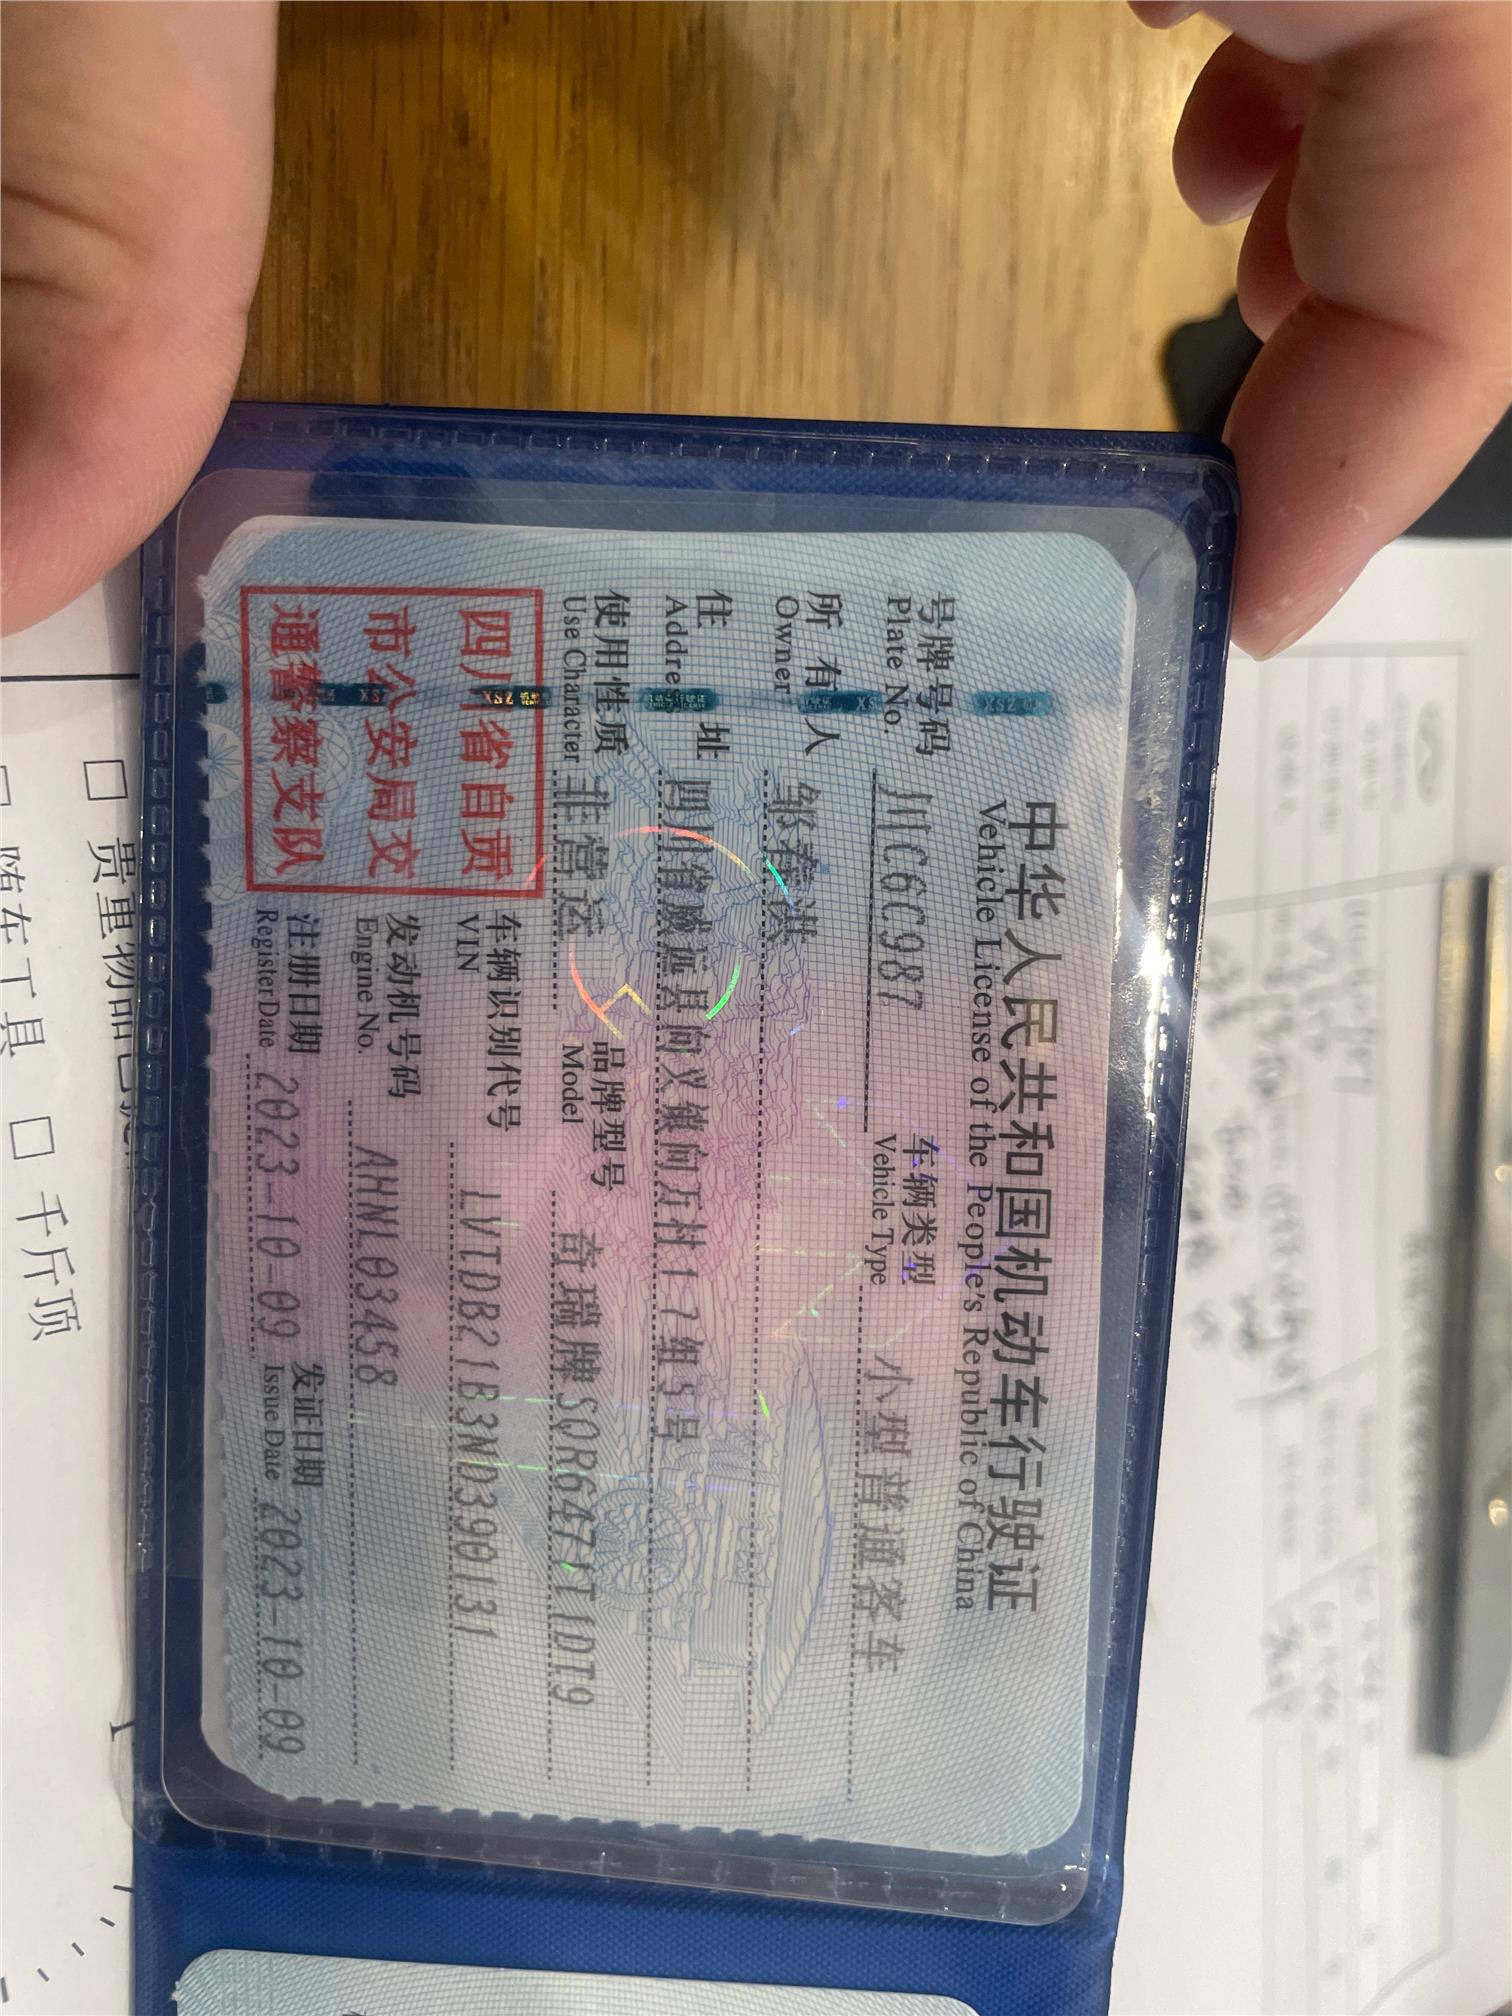 中华人民共和国机动车行驶证
Vehicle License of the People's Republic of China
号牌号码 川C6C987 车辆类型 小型普通客车
Plate No. Vehicle Type
所有人 邹春洪
Owner
住址 四川省威远县向义镇向瓦村17组5号
Addre
使用性质 非营运 品牌型号 奇瑞牌SQR6471T1DT9
Use Character Model
四川省自贡
市公安局交
通警察支队
车辆识别代号 LVTDB21B3ND390131
VIN
发动机号码 AHNL03458
Engine No.
注册日期 2023-10-09 发证日期 2023-10-09
Register Date Issue Date
□ 贵重物品已
随车工具 □ 千斤顶